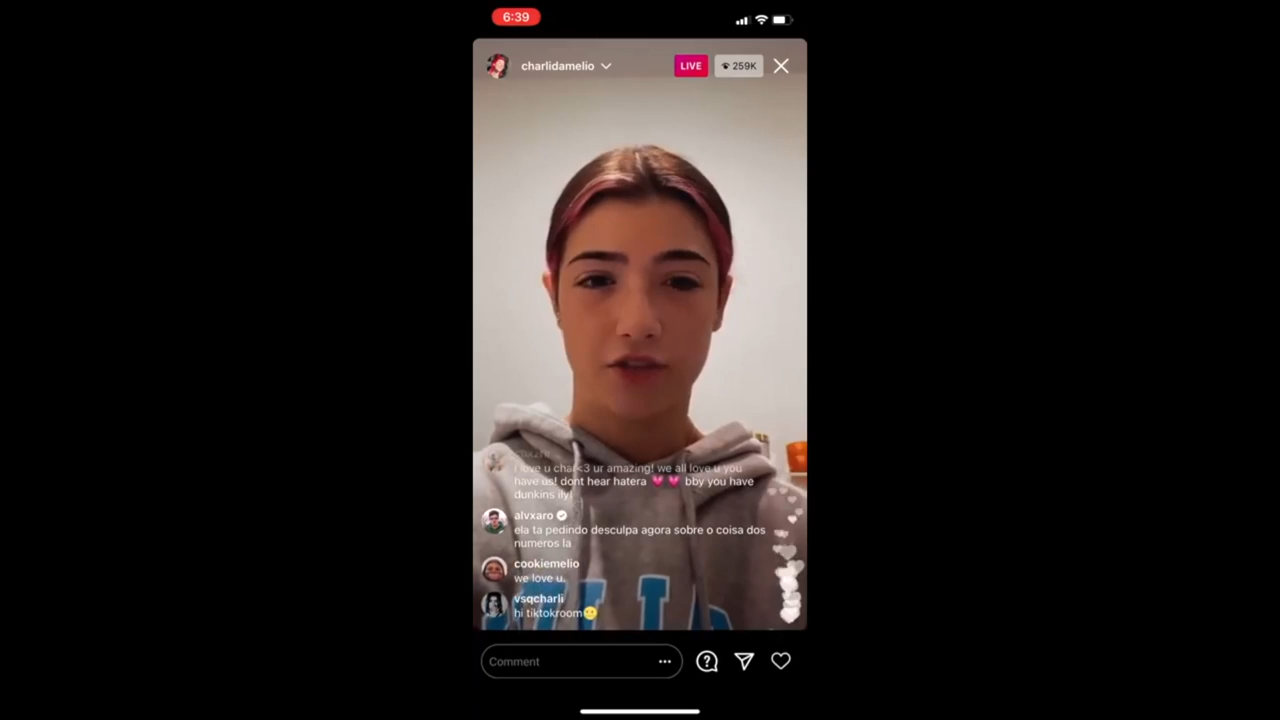 6:39
charlidamelio
LIVE
259K
i love u char<3 ur amazing! we all love u you
have us! dont hear hatera 💗 💗 bby you have
dunkins ily!
alvxaro
ela ta pedindo desculpa agora sobre o coisa dos
numeros la
cookiemelio
we love u.
vsqcharli
hi tiktokroom😬
Comment